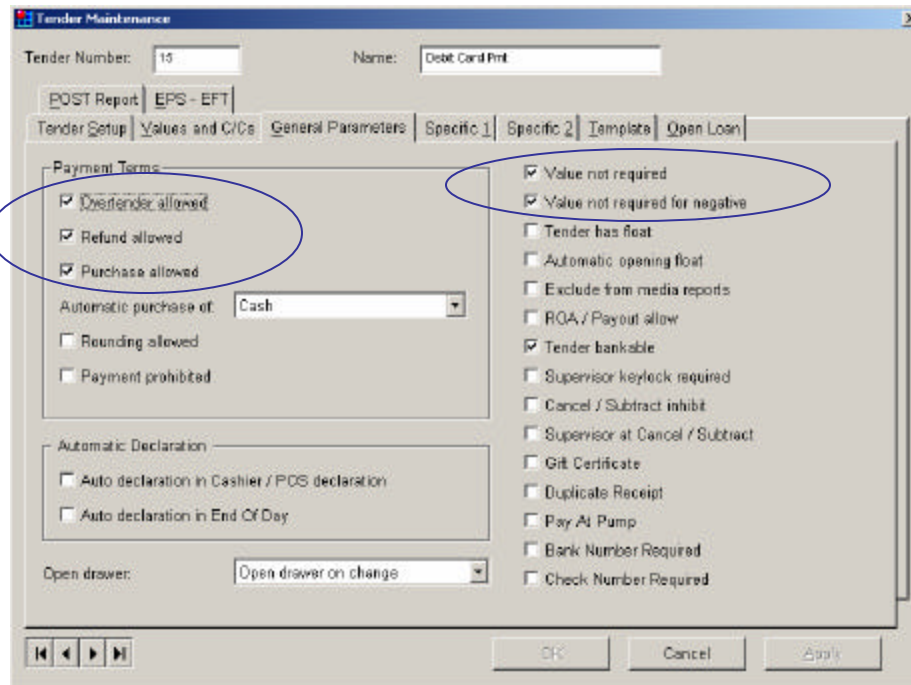 Tender Maintenance
Tender Number: 15 Name: Debit Card Pmt
POST Report EPS - EFT
Tender Setup Values and C/Cs General Parameters Specific 1 Specific 2 Template Open Loan
Payment Terms
Overtender allowed
Refund allowed
Purchase allowed
Automatic purchase of: Cash
Rounding allowed
Payment prohibited
Automatic Declaration
Auto declaration in Cashier / POS declaration
Auto declaration in End Of Day
Open drawer: Open drawer on change
Value not required
Value not required for negative
Tender has float
Automatic opening float
Exclude from media reports
ROA / Payout allow
Tender bankable
Supervisor keylock required
Cancel / Subtract inhibit
Supervisor at Cancel / Subtract
Gift Certificate
Duplicate Receipt
Pay At Pump
Bank Number Required
Check Number Required
OK Cancel Apply